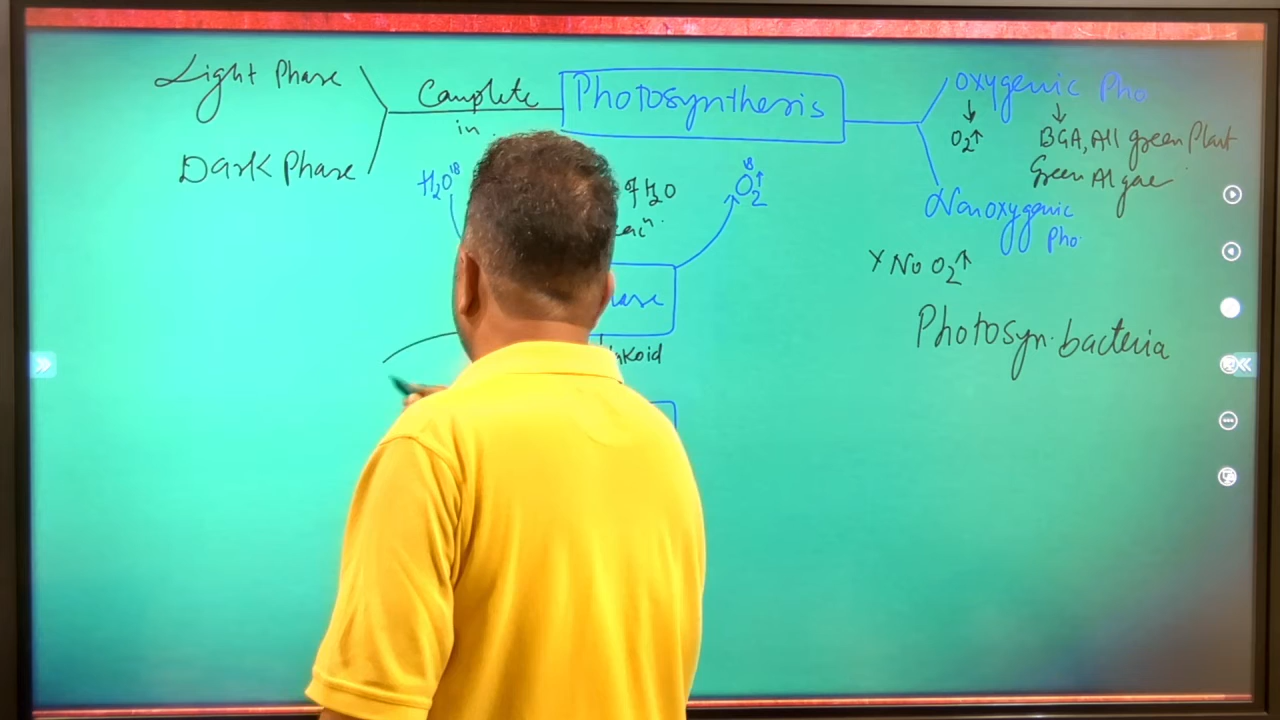 Light Phase
Complete
in
Dark Phase
Photosynthesis
Oxygenic Pho
O₂↑
BGA, All green Plant
Green Algae
Nonoxygenic
Pho.
× No O₂↑
Photosyn. bacteria
H₂O¹⁸
H₂O
¹⁸O₂↑